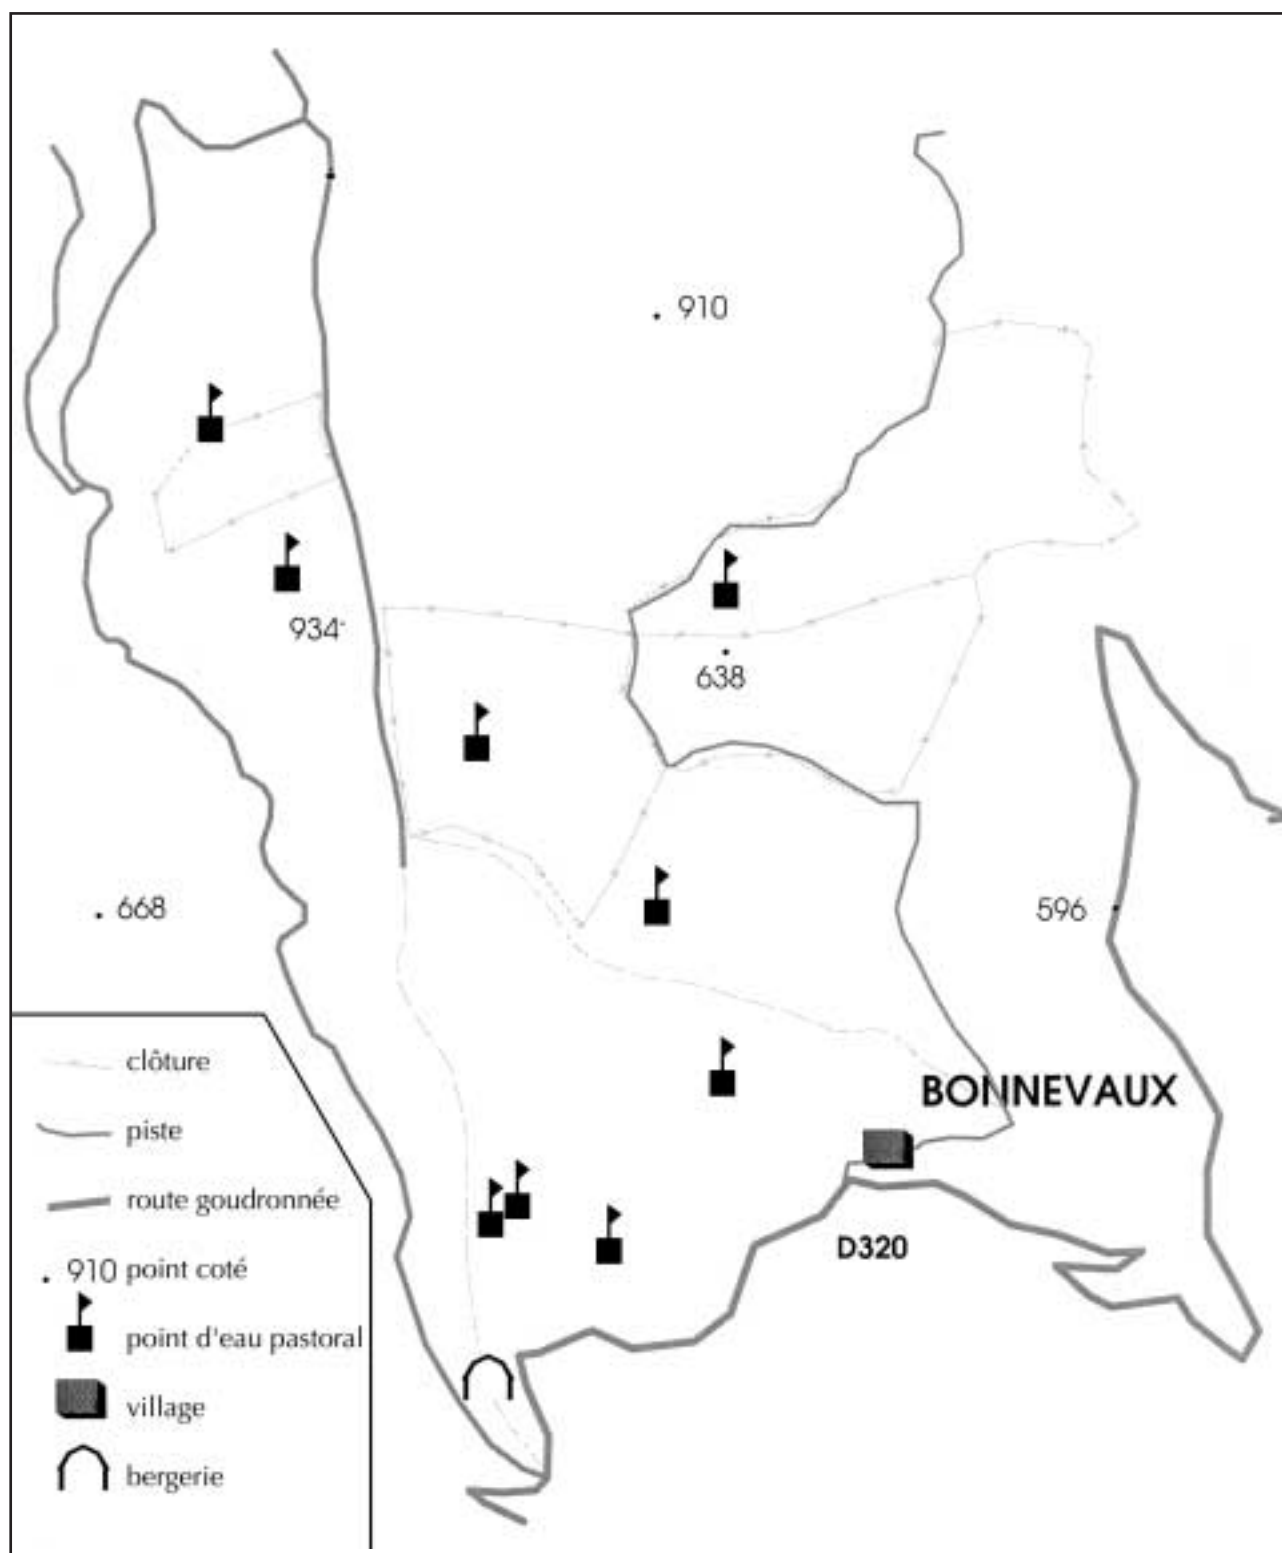 910
934
638
668
596
BONNEVAUX
D320
clôture
piste
route goudronnée
910 point coté
point d'eau pastoral
village
bergerie